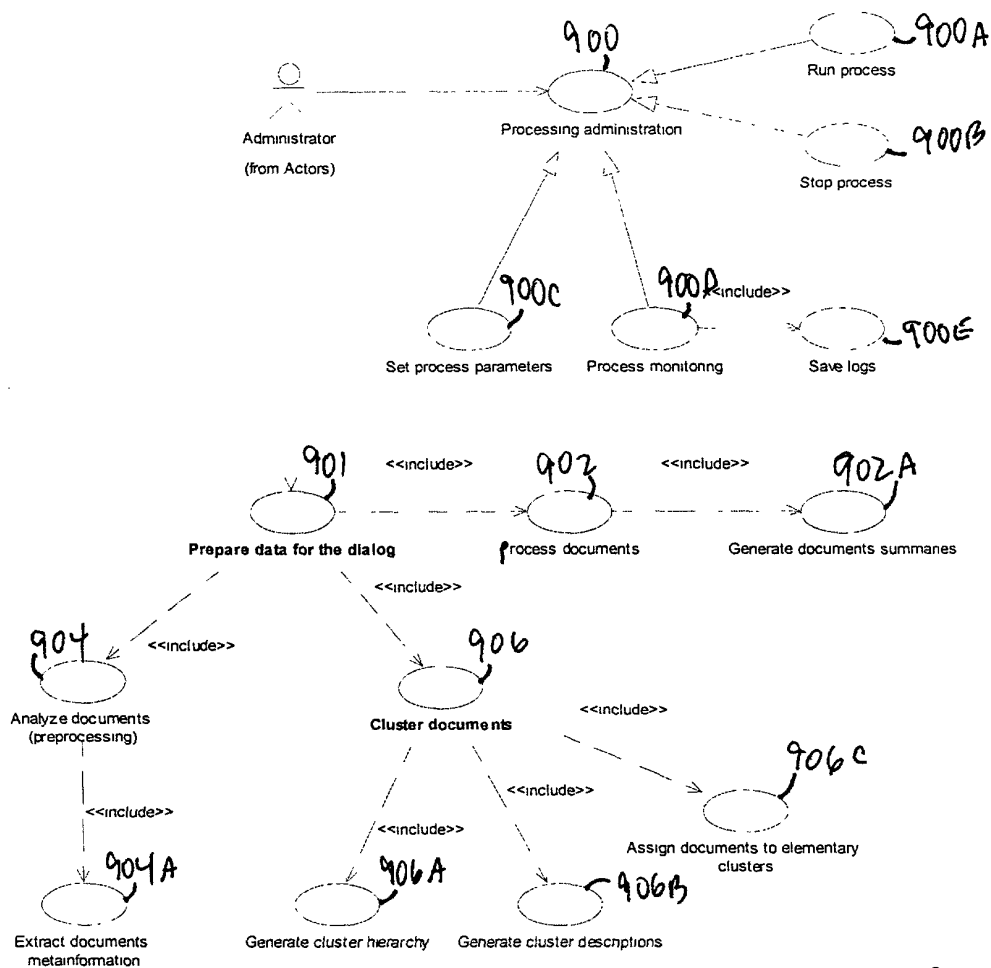 900
900A
Run process
Administrator
(from Actors)
Processing administration
900B
Stop process
900C
900D
<<include>>
900E
Set process parameters
Process monitoring
Save logs
901
<<include>>
902
<<include>>
902A
Prepare data for the dialog
Process documents
Generate documents summaries
<<include>>
904
<<include>>
906
Analyze documents
(preprocessing)
Cluster documents
<<include>>
906C
<<include>>
<<include>>
<<include>>
Assign documents to elementary
clusters
904A
906A
906B
Extract documents
metainformation
Generate cluster hierarchy
Generate cluster descriptions